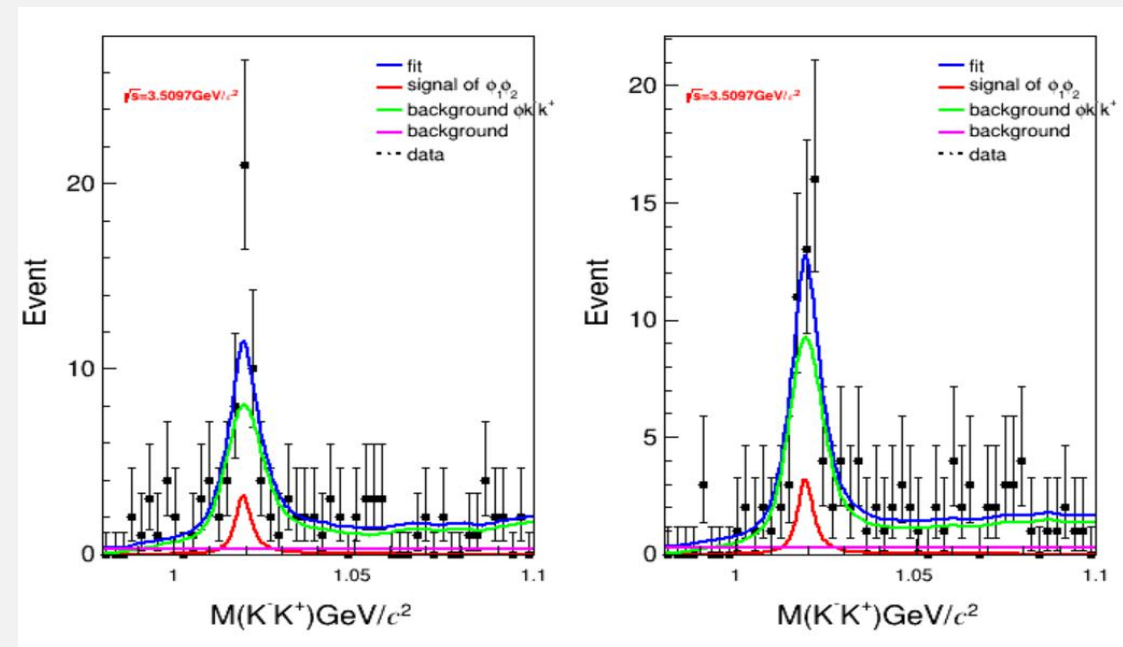 √s=3.5097GeV/c²
fit
signal of ϕ₁ϕ₂
background ϕk⁻k⁺
background
data
20
10
0
1
1.05
1.1
Event
M(K⁻K⁺)GeV/c²
√s=3.5097GeV/c²
fit
signal of ϕ₁ϕ₂
background ϕk⁻k⁺
background
data
20
15
10
5
0
1
1.05
1.1
Event
M(K⁻K⁺)GeV/c²